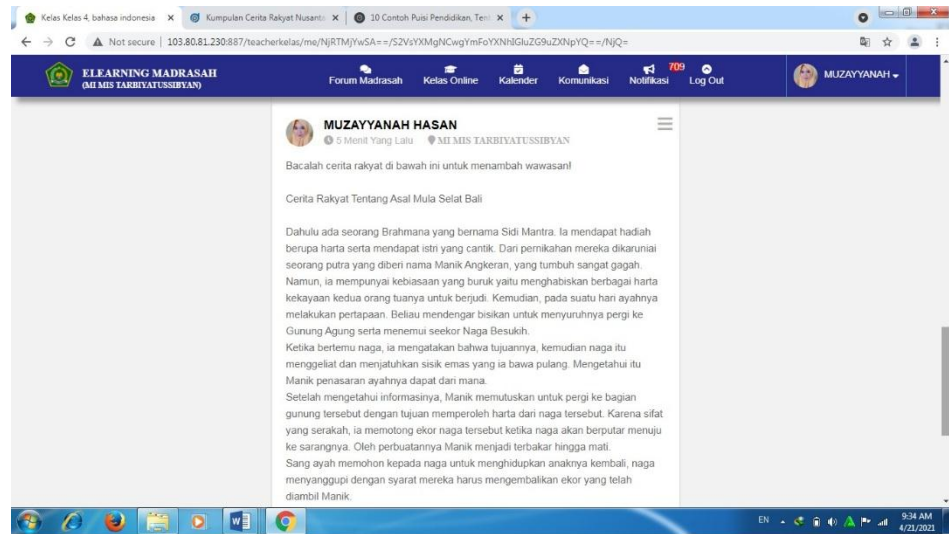 Kelas Kelas 4, bahasa indonesia
Kumpulan Cerita Rakyat Nusanta
10 Contoh Puisi Pendidikan, Tent
Not secure | 103.80.81.230:887/teacherkelas/me/NjRTMjYwSA==/S2VsYXMgNCwgYmFoYXNhIGluZG9uZXNpYQ==/NjQ=
ELEARNING MADRASAH
(MI MIS TARBIYATUSSIBYAN)
Forum Madrasah
Kelas Online
Kalender
Komunikasi
Notifikasi
709
Log Out
MUZAYYANAH
MUZAYYANAH HASAN
5 Menit Yang Lalu MI MIS TARBIYATUSSIBYAN
Bacalah cerita rakyat di bawah ini untuk menambah wawasan!
Cerita Rakyat Tentang Asal Mula Selat Bali
Dahulu ada seorang Brahmana yang bernama Sidi Mantra. Ia mendapat hadiah
berupa harta serta mendapat istri yang cantik. Dari pernikahan mereka dikaruniai
seorang putra yang diberi nama Manik Angkeran, yang tumbuh sangat gagah.
Namun, ia mempunyai kebiasaan yang buruk yaitu menghabiskan berbagai harta
kekayaan kedua orang tuanya untuk berjudi. Kemudian, pada suatu hari ayahnya
melakukan pertapaan. Beliau mendengar bisikan untuk menyuruhnya pergi ke
Gunung Agung serta menemui seekor Naga Besukih.
Ketika bertemu naga, ia mengatakan bahwa tujuannya, kemudian naga itu
menggeliat dan menjatuhkan sisik emas yang ia bawa pulang. Mengetahui itu
Manik penasaran ayahnya dapat dari mana.
Setelah mengetahui informasinya, Manik memutuskan untuk pergi ke bagian
gunung tersebut dengan tujuan memperoleh harta dari naga tersebut. Karena sifat
yang serakah, ia memotong ekor naga tersebut ketika naga akan berputar menuju
ke sarangnya. Oleh perbuatannya Manik menjadi terbakar hingga mati.
Sang ayah memohon kepada naga untuk menghidupkan anaknya kembali, naga
menyanggupi dengan syarat mereka harus mengembalikan ekor yang telah
diambil Manik.
EN
9:34 AM
4/21/2021